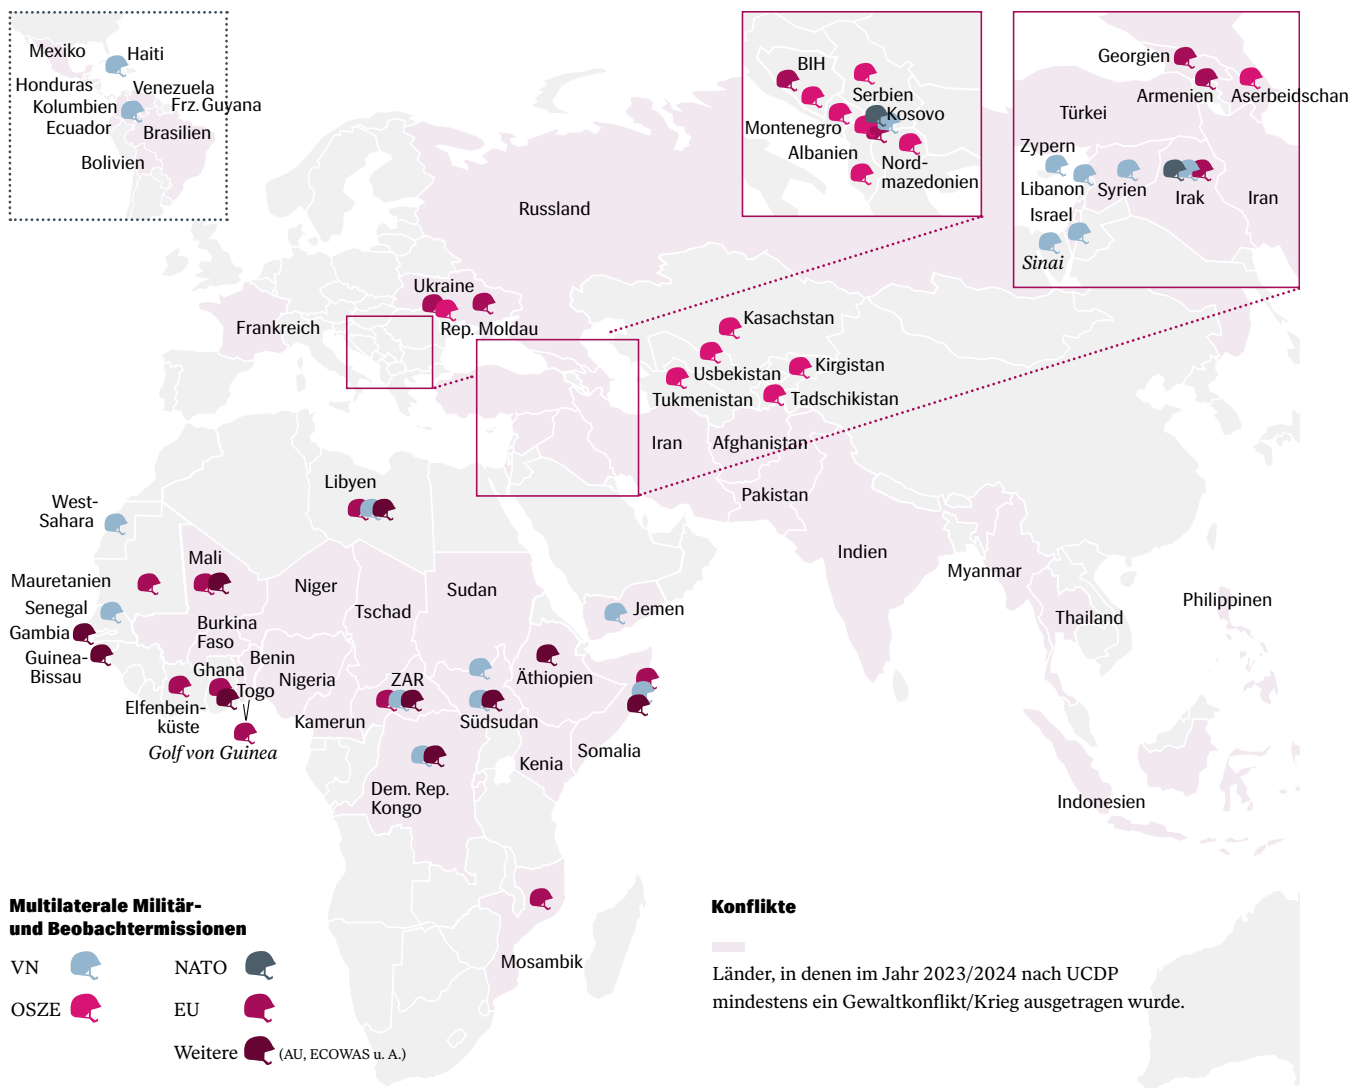 Mexiko
Haiti
Honduras
Venezuela
Kolumbien
Frz. Guyana
Ecuador
Brasilien
Bolivien
BIH
Serbien
Kosovo
Montenegro
Albanien
Nord-
mazedonien
Georgien
Armenien
Aserbeidschan
Türkei
Zypern
Libanon
Syrien
Irak
Iran
Israel
Sinai
Russland
Ukraine
Frankreich
Rep. Moldau
Kasachstan
Usbekistan
Kirgistan
Tukmenistan
Tadschikistan
Iran
Afghanistan
Pakistan
Indien
Myanmar
Thailand
Philippinen
Indonesien
Libyen
West-
Sahara
Mali
Mauretanien
Niger
Sudan
Tschad
Jemen
Senegal
Gambia
Burkina
Faso
Guinea-
Bissau
Benin
Ghana
Nigeria
Togo
ZAR
Äthiopien
Elfenbein-
küste
Kamerun
Südsudan
Golf von Guinea
Somalia
Kenia
Dem. Rep.
Kongo
Mosambik
Multilaterale Militär-
und Beobachtermissionen
VN
NATO
OSZE
EU
Weitere (AU, ECOWAS u. A.)
Konflikte
Länder, in denen im Jahr 2023/2024 nach UCDP
mindestens ein Gewaltkonflikt/Krieg ausgetragen wurde.